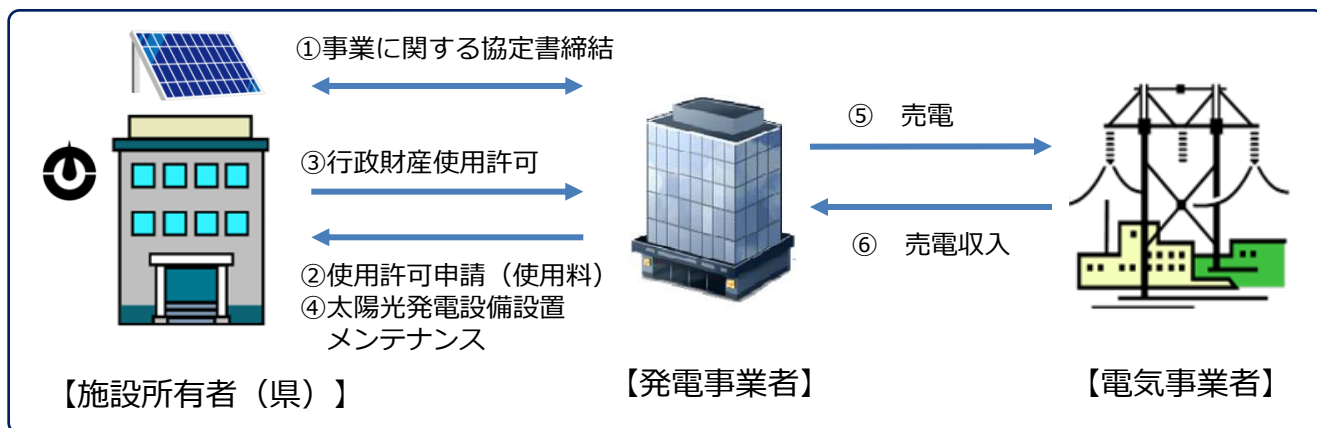 ①事業に関する協定書締結
③行政財産使用許可
②使用許可申請（使用料）
④太陽光発電設備設置
メンテナンス
⑤　売電
⑥　売電収入
【施設所有者（県）】
【発電事業者】
【電気事業者】